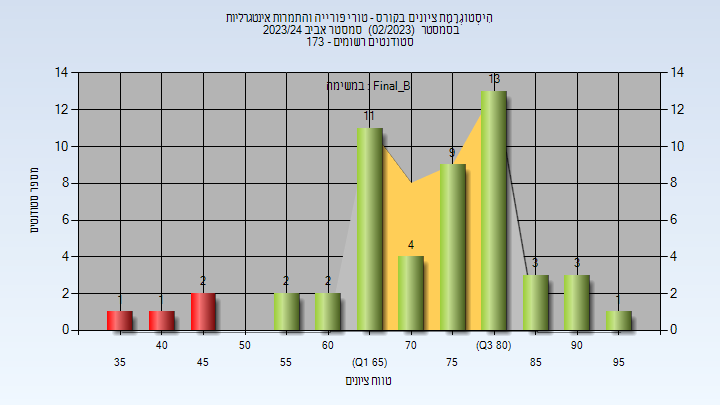 היסטוגרמת ציונים בקורס - טורי פורייה והתמרות אינטגרליות
בסמסטר (02/2023) סמסטר אביב 2023/24
סטודנטים רשומים - 173
במשימה : Final_B
מספר סטודנטים
14 14
12 12
10 10
8 8
6 6
4 4
2 2
0 0
1 1 2 2 2 11 4 9 13 3 3 1
40 50 60 70 (Q3 80) 90
35 45 55 (Q1 65) 75 85 95
טווח ציונים